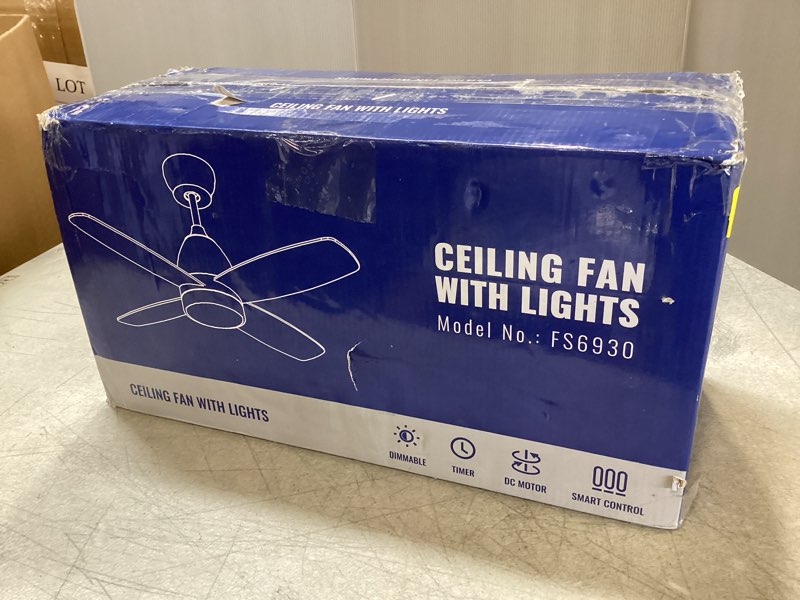 LOT
CEILING FAN WITH LIGHTS
CEILING FAN
WITH LIGHTS
Model No.: FS6930
CEILING FAN WITH LIGHTS
DIMMABLE
TIMER
DC MOTOR
SMART CONTROL